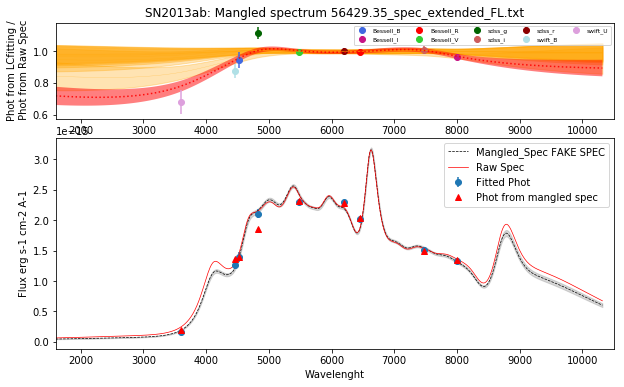 SN2013ab: Mangled spectrum 56429.35_spec_extended_FL.txt
Phot from LCfitting /
Phot from Raw Spec
1.0
0.8
0.6
Bessell_B
Bessell_I
Bessell_R
Bessell_V
sdss_g
sdss_i
sdss_r
swift_B
swift_U
2000 3000 4000 5000 6000 7000 8000 9000 10000
Flux erg s-1 cm-2 A-1
3.0
2.5
2.0
1.5
1.0
0.5
0.0
Mangled_Spec FAKE SPEC
Raw Spec
Fitted Phot
Phot from mangled spec
2000 3000 4000 5000 6000 7000 8000 9000 10000
Wavelenght